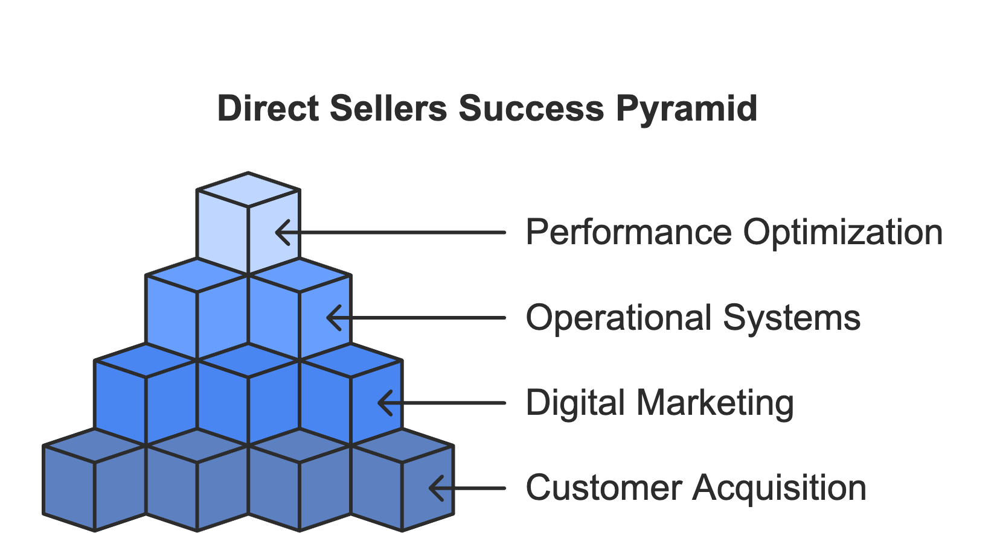 Direct Sellers Success Pyramid
Performance Optimization
Operational Systems
Digital Marketing
Customer Acquisition